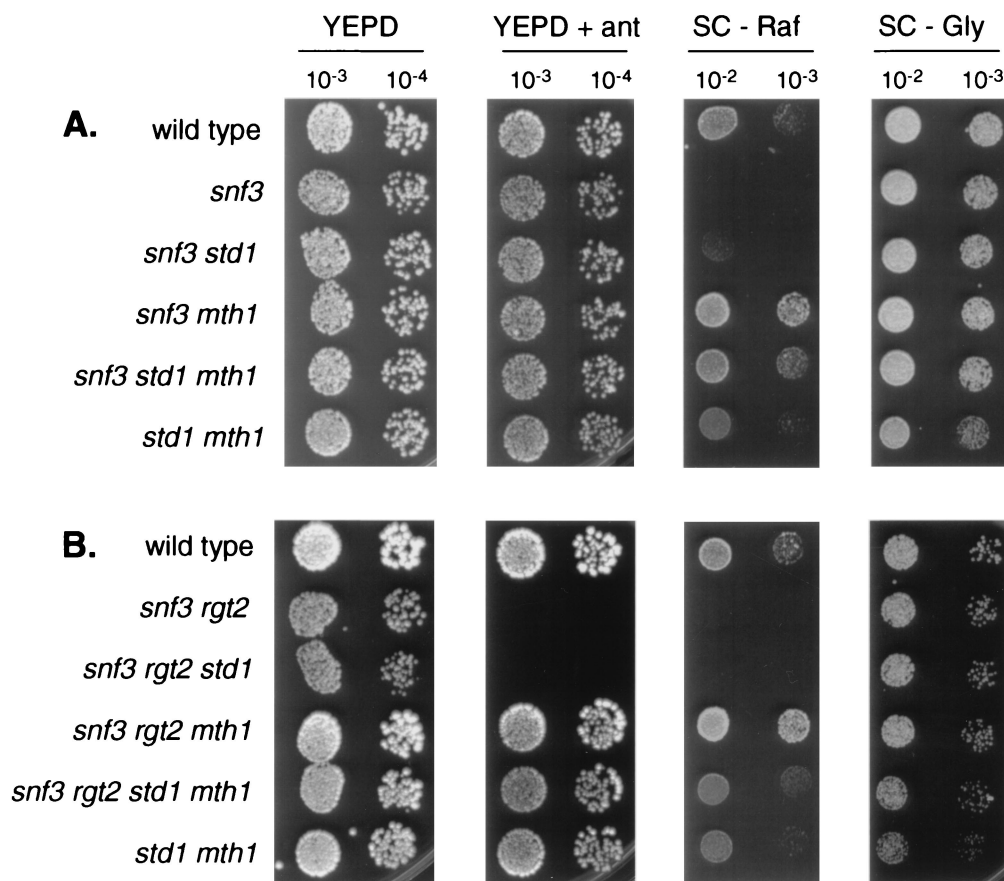 YEPD YEPD + ant SC - Raf SC - Gly
10-3 10-4 10-3 10-4 10-2 10-3 10-2 10-3
A. wild type
snf3
snf3 std1
snf3 mth1
snf3 std1 mth1
std1 mth1
B. wild type
snf3 rgt2
snf3 rgt2 std1
snf3 rgt2 mth1
snf3 rgt2 std1 mth1
std1 mth1